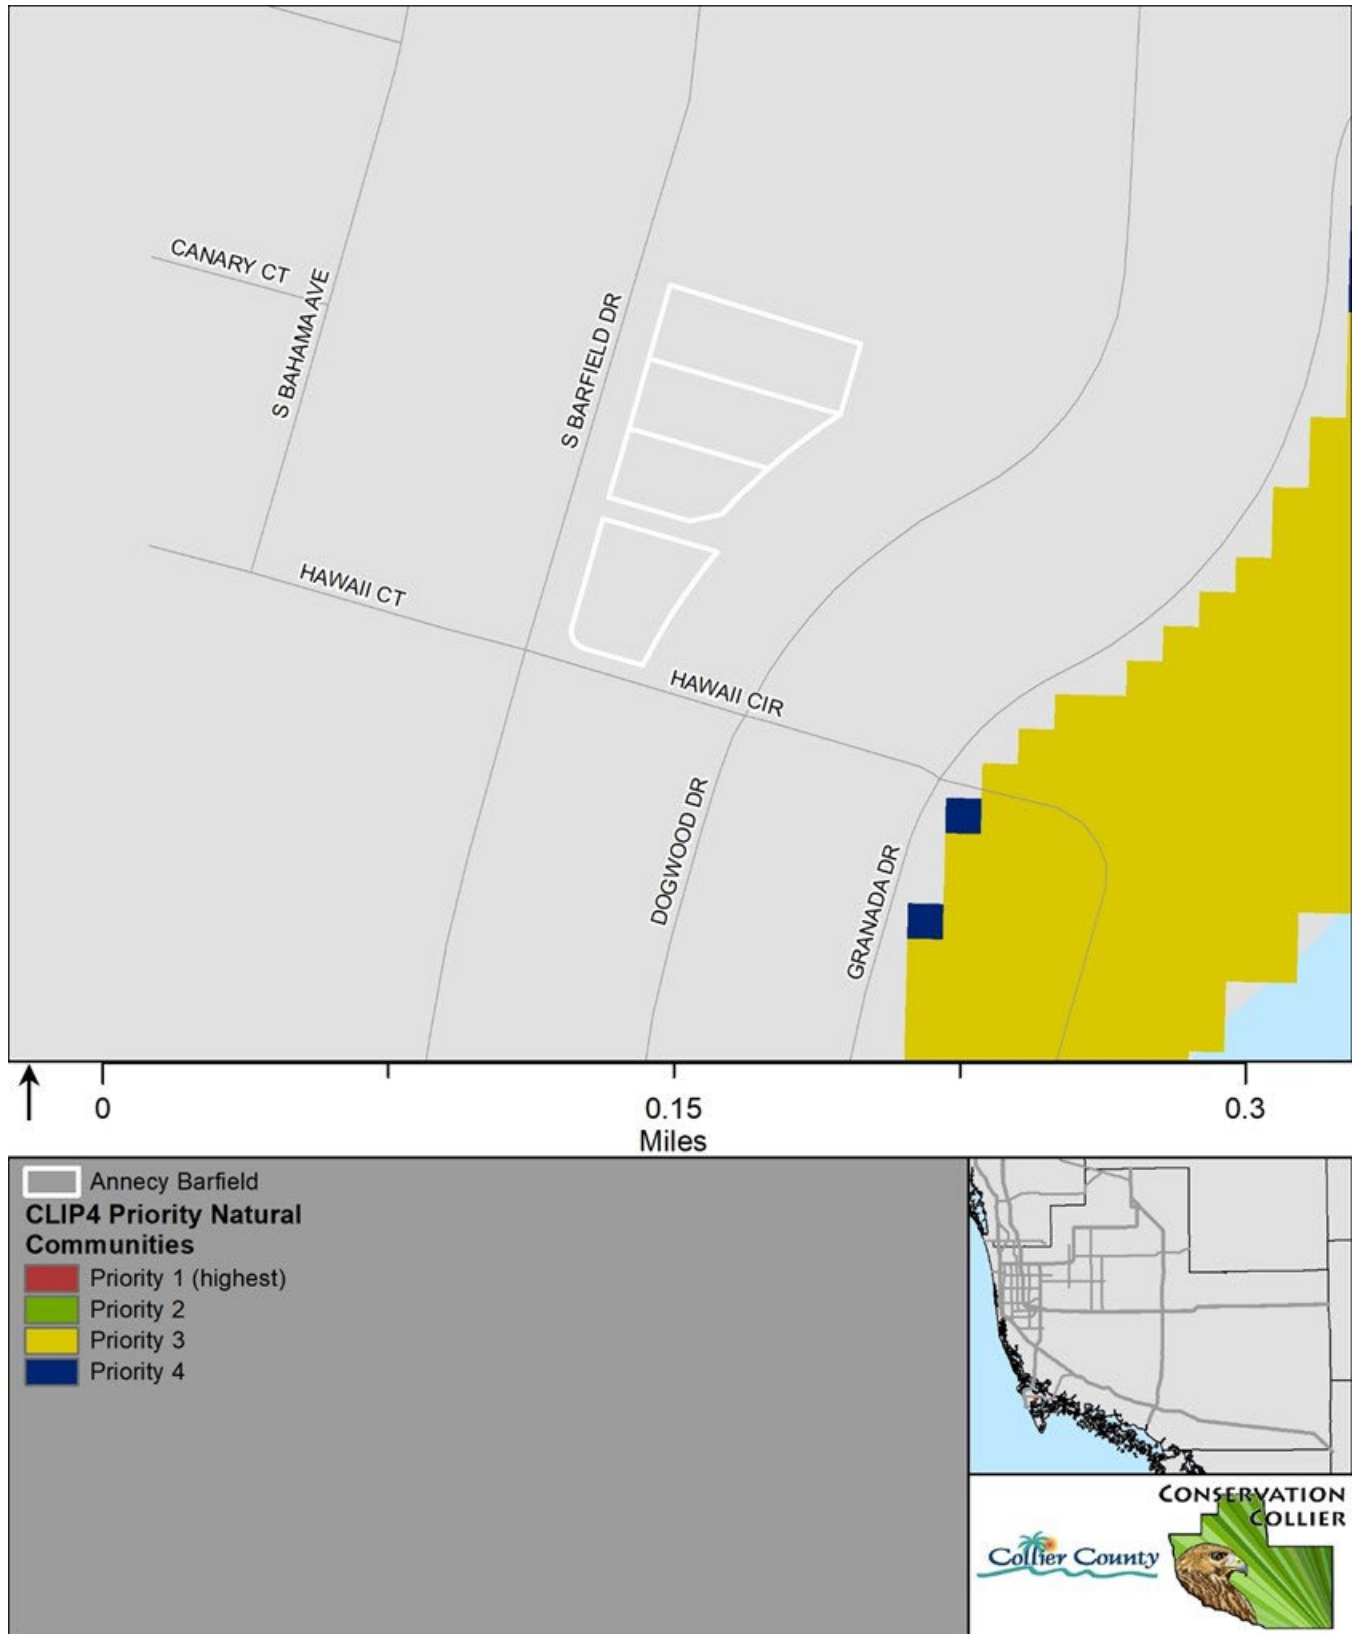 CANARY CT
S BAHAMA AVE
S BARFIELD DR
HAWAII CT
HAWAII CIR
DOGWOOD DR
GRANADA DR
0
0.15
0.3
Miles
Annecy Barfield
CLIP4 Priority Natural
Communities
Priority 1 (highest)
Priority 2
Priority 3
Priority 4
CONSERVATION
COLLIER
Collier County